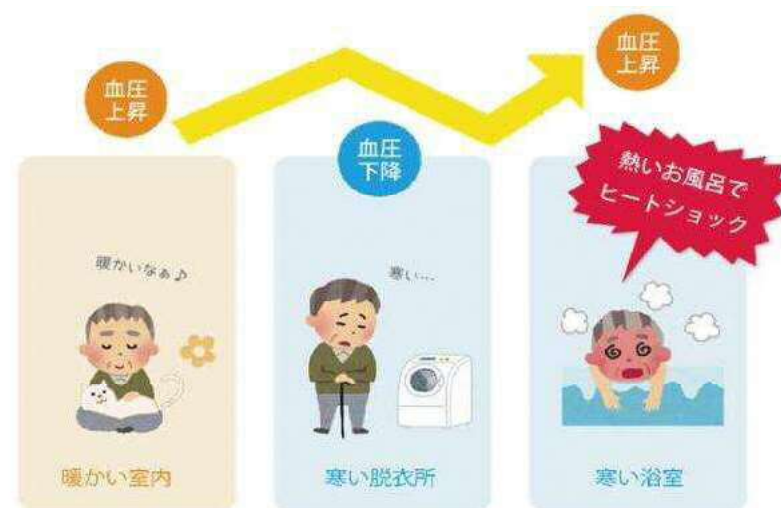 血圧
上昇
血圧
下降
血圧
上昇
熱いお風呂で
ヒートショック
暖かいなぁ♪
寒い…
暖かい室内
寒い脱衣所
寒い浴室